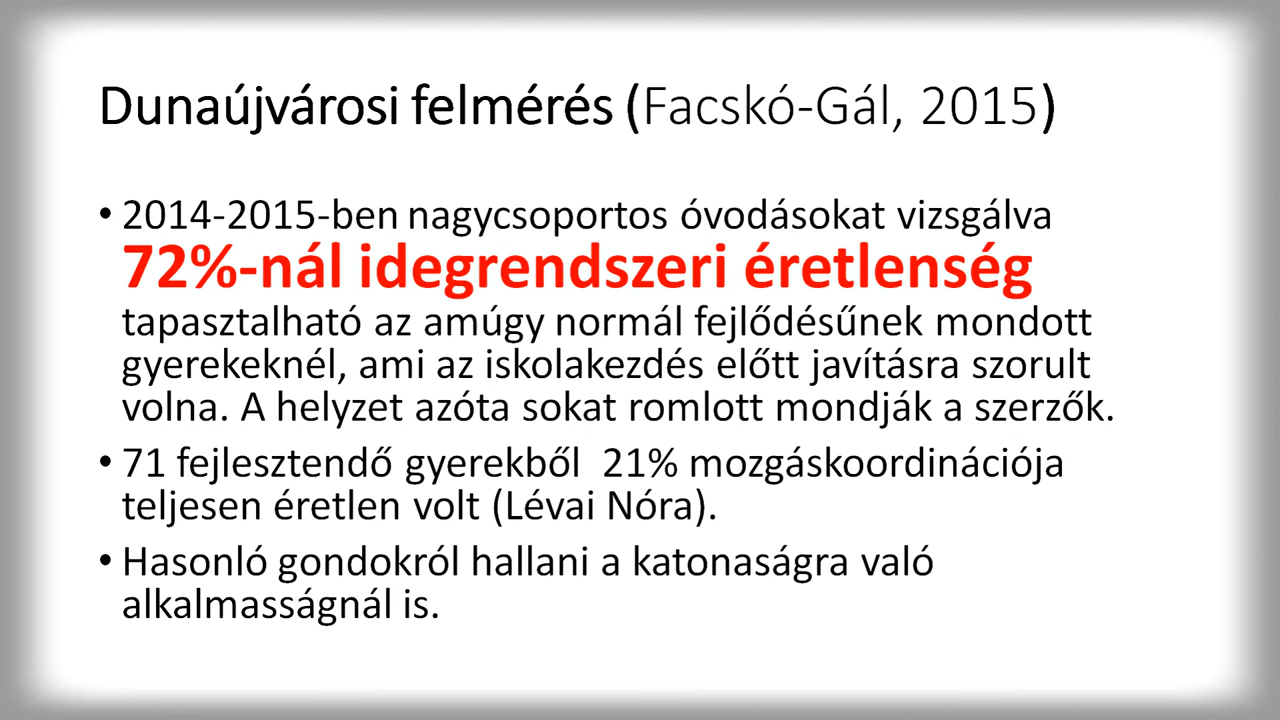 Dunaújvárosi felmérés (Facskó-Gál, 2015)
• 2014-2015-ben nagycsoportos óvodásokat vizsgálva
72%-nál idegrendszeri éretlenség
tapasztalható az amúgy normál fejlődésűnek mondott
gyerekeknél, ami az iskolakezdés előtt javításra szorult
volna. A helyzet azóta sokat romlott mondják a szerzők.
• 71 fejlesztendő gyerekből 21% mozgáskoordinációja
teljesen éretlen volt (Lévai Nóra).
• Hasonló gondokról hallani a katonaságra való
alkalmasságnál is.